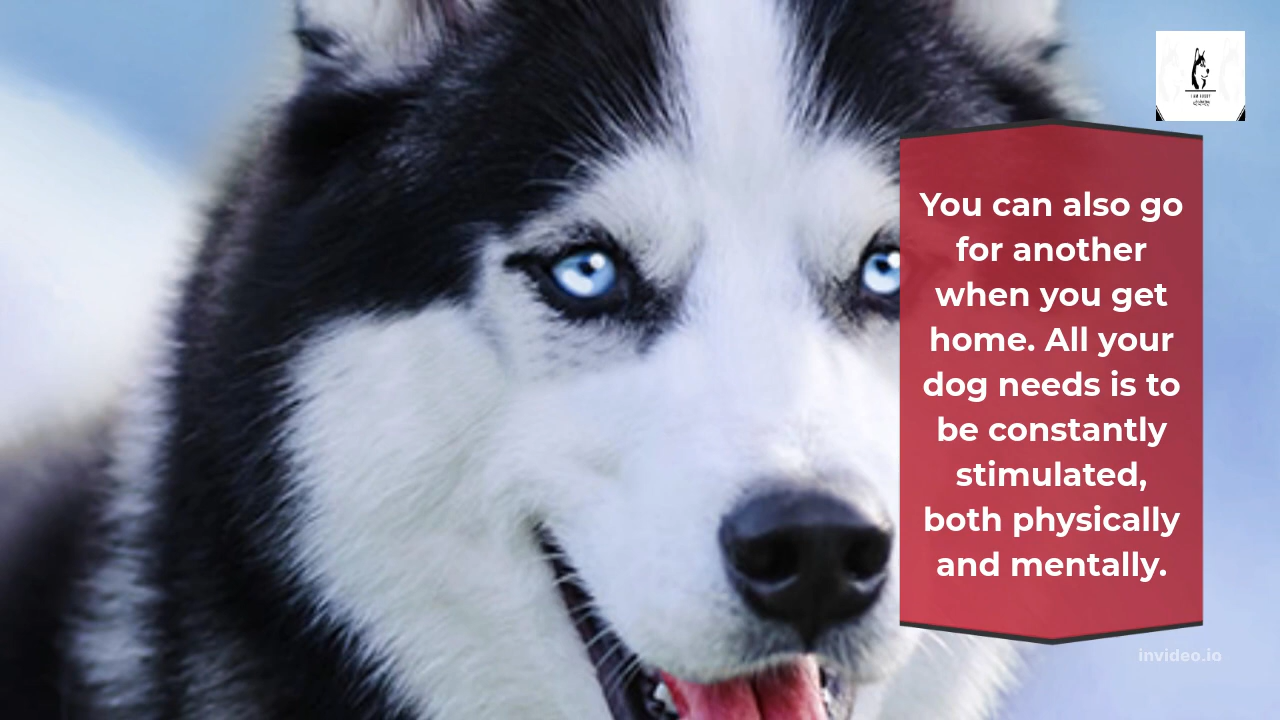 You can also go
for another
when you get
home. All your
dog needs is to
be constantly
stimulated,
both physically
and mentally.
invideo.io